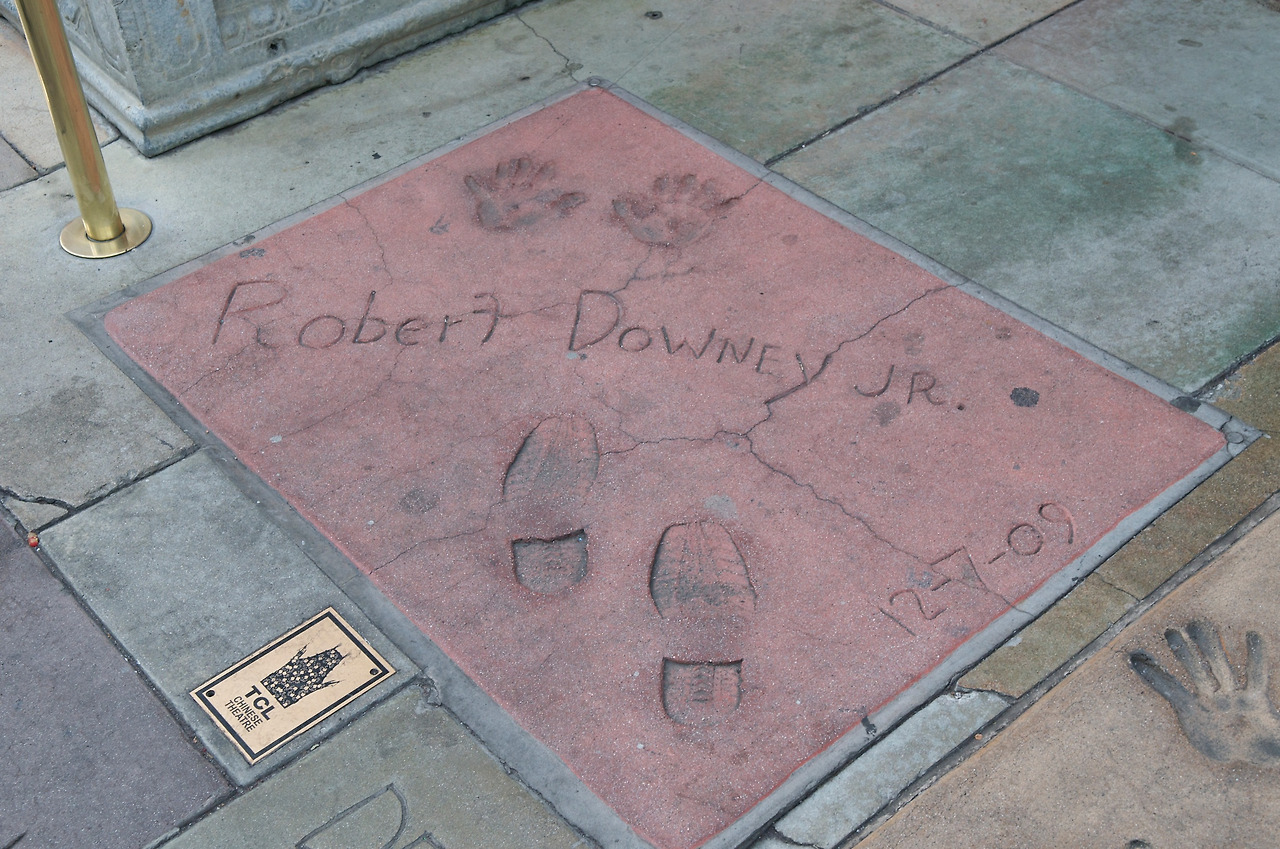 Robert Downey JR.
12-7-09
TCL
CHINESE
THEATRE